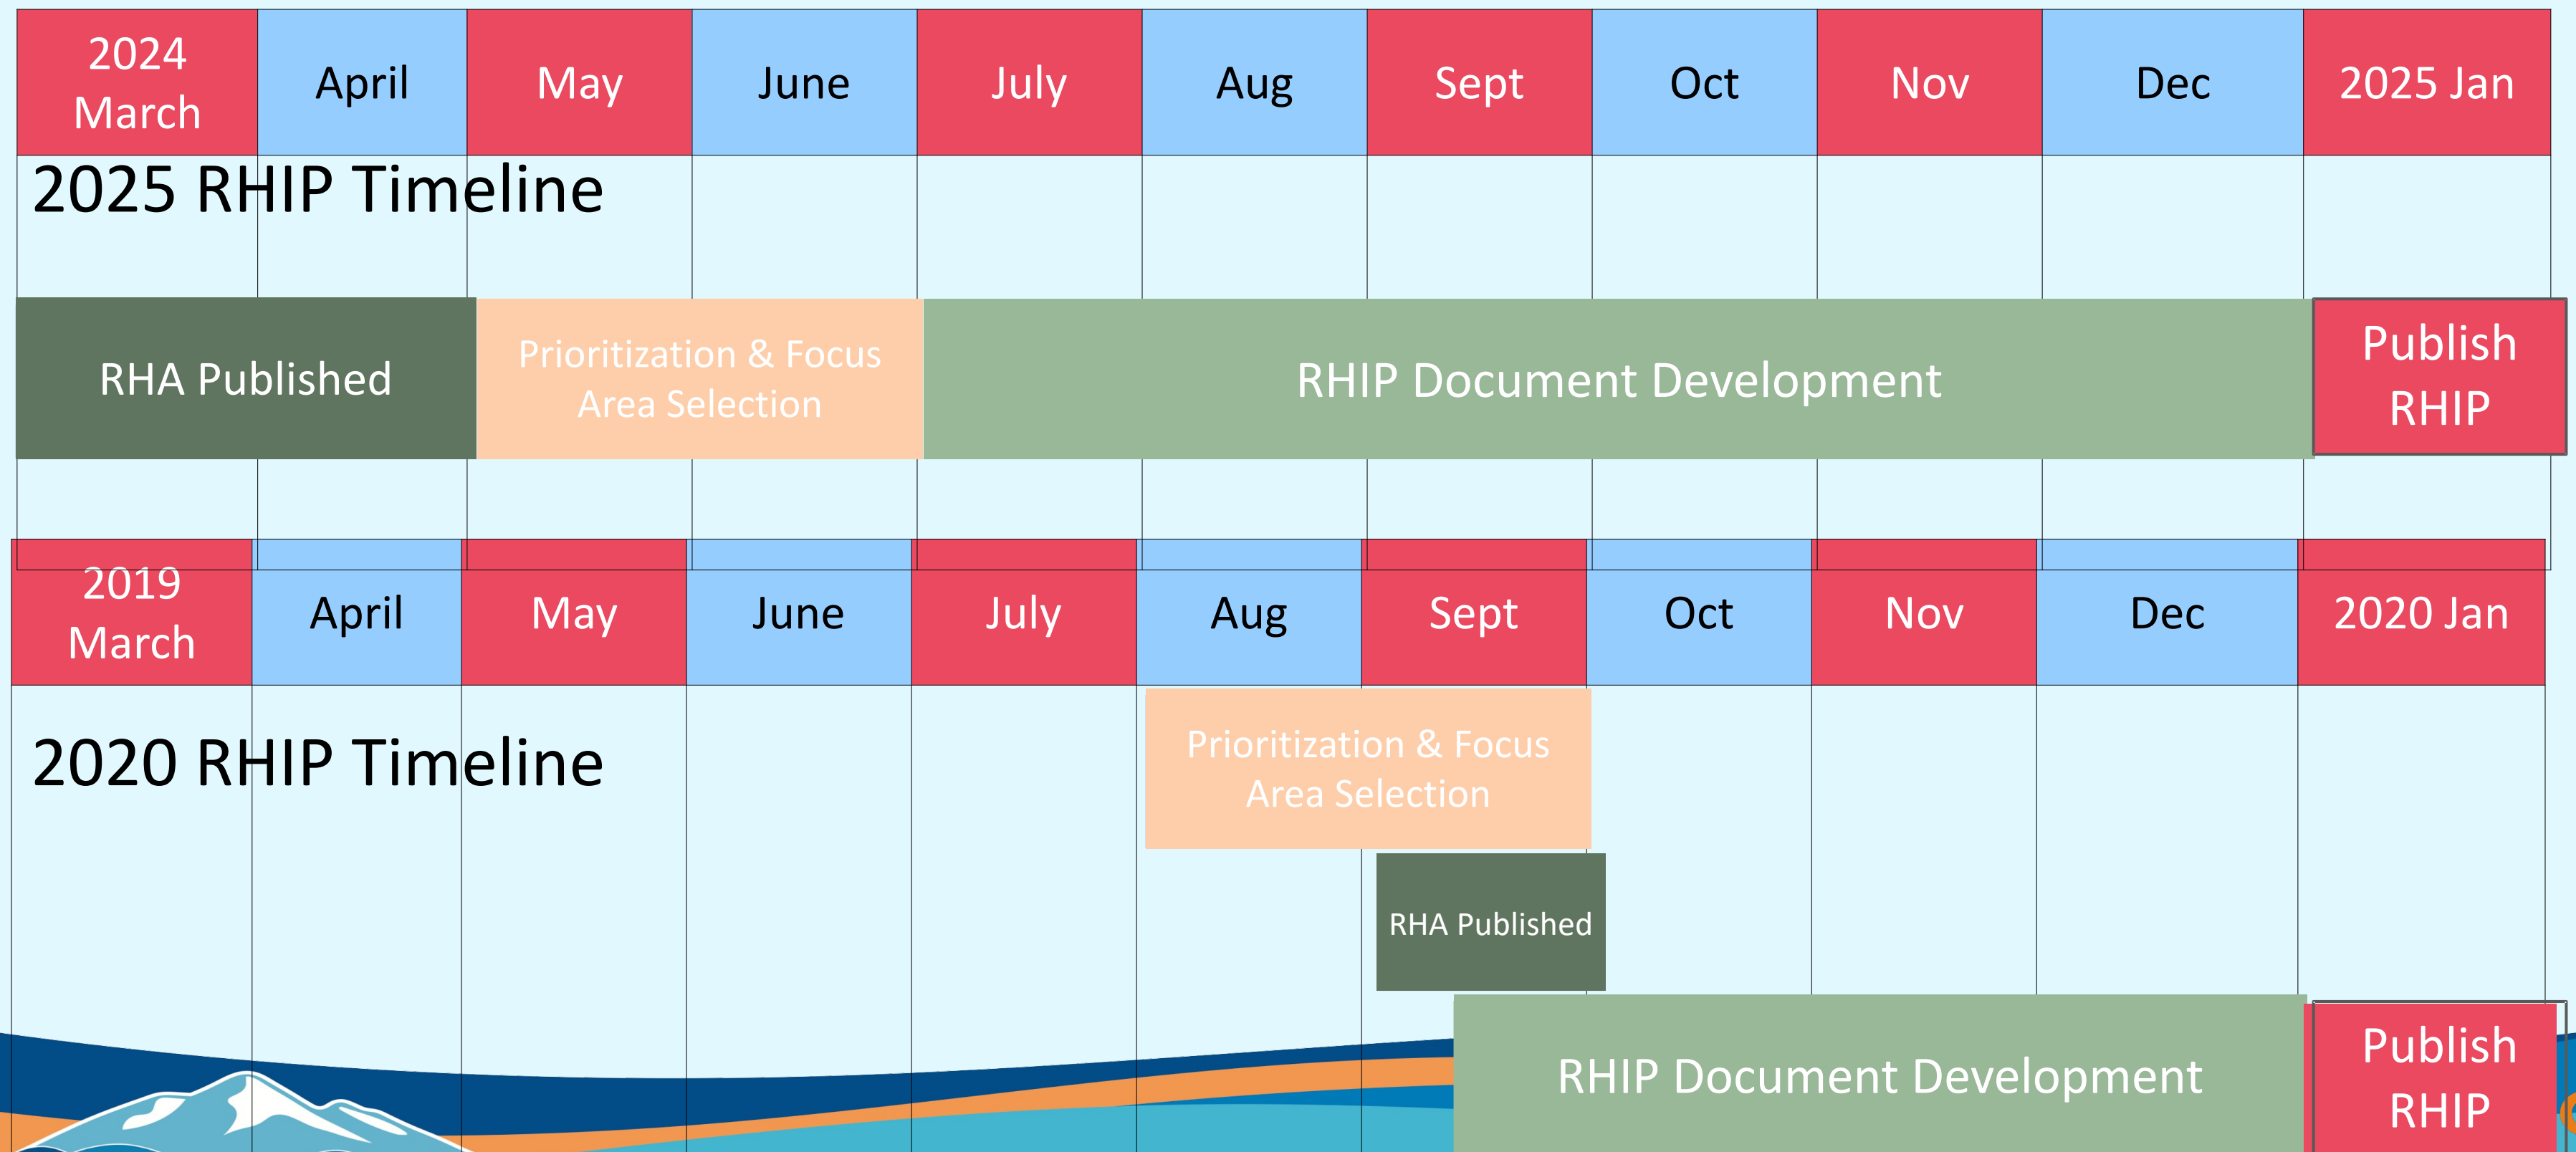 2024
March
April
May
June
July
Aug
Sept
Oct
Nov
Dec
2025 Jan
2025 RHIP Timeline
RHA Published
Prioritization & Focus
Area Selection
RHIP Document Development
Publish
RHIP
2019
March
April
May
June
July
Aug
Sept
Oct
Nov
Dec
2020 Jan
2020 RHIP Timeline
Prioritization & Focus
Area Selection
RHA Published
RHIP Document Development
Publish
RHIP